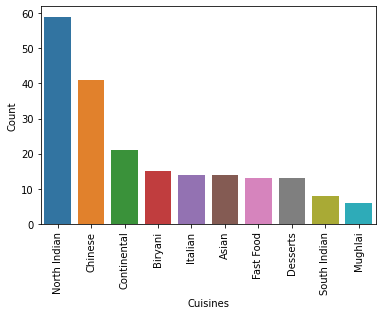 60
50
40
30
20
10
0
Count
North Indian
Chinese
Continental
Biryani
Italian
Asian
Fast Food
Desserts
South Indian
Mughlai
Cuisines